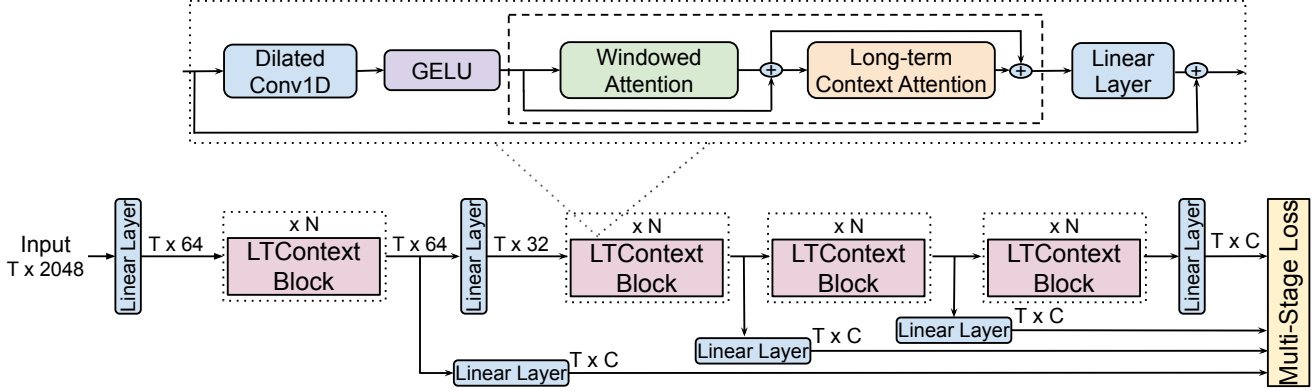 Dilated
Conv1D
GELU
Windowed
Attention
+
Long-term
Context Attention
+
Linear
Layer
+
Input
T x 2048
Linear Layer
T x 64
x N
LTContext
Block
T x 64
Linear Layer
T x 32
x N
LTContext
Block
x N
LTContext
Block
x N
LTContext
Block
Linear Layer
T x C
Multi-Stage Loss
Linear Layer
T x C
Linear Layer
T x C
Linear Layer
T x C